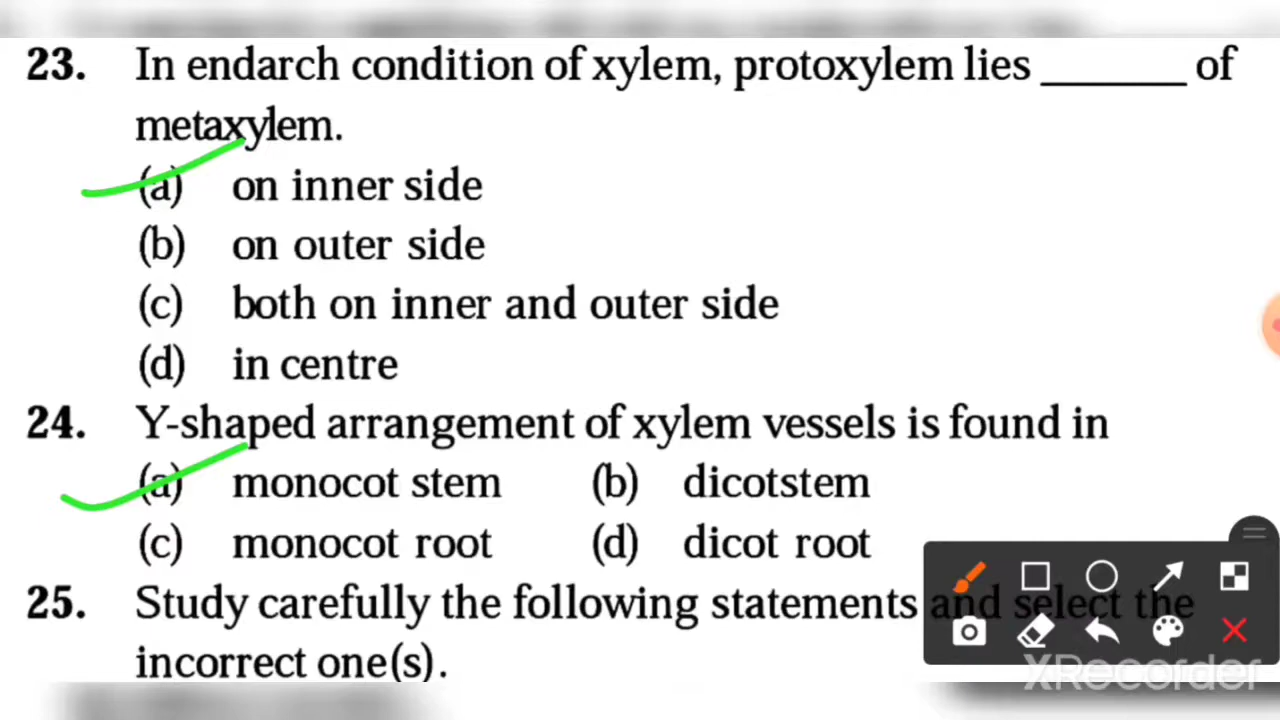 23. In endarch condition of xylem, protoxylem lies _______ of
metaxylem.
(a) on inner side
(b) on outer side
(c) both on inner and outer side
(d) in centre
24. Y-shaped arrangement of xylem vessels is found in
(a) monocot stem (b) dicotstem
(c) monocot root (d) dicot root
25. Study carefully the following statements and select the
incorrect one(s).
XRecorder